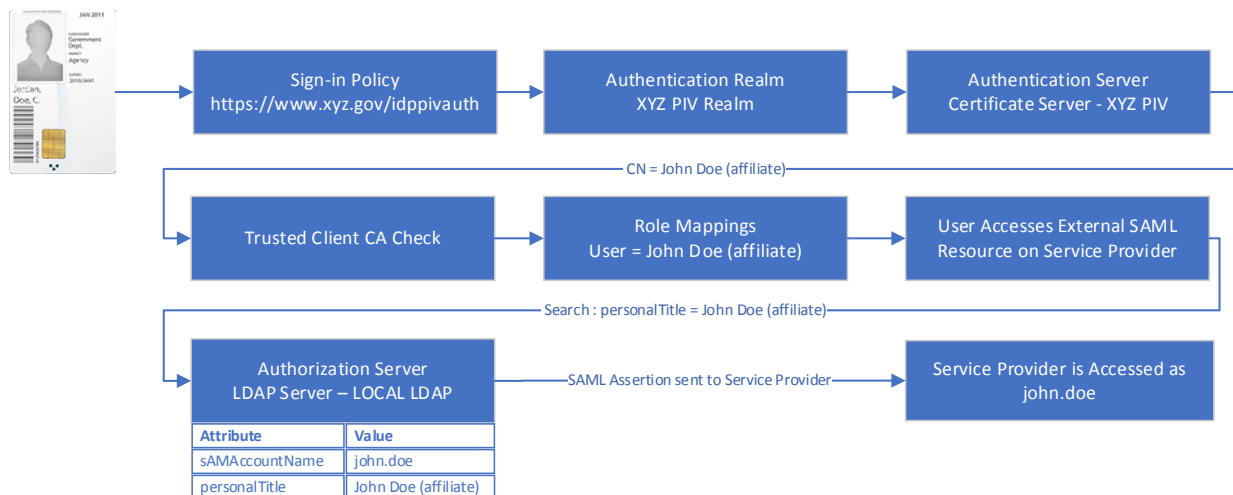 JAN 2011
Government
Dept.
Agency
Jordan,
Doe, C.
Sign-in Policy
https://www.xyz.gov/idppivauth
Authentication Realm
XYZ PIV Realm
Authentication Server
Certificate Server - XYZ PIV
CN = John Doe (affiliate)
Trusted Client CA Check
Role Mappings
User = John Doe (affiliate)
User Accesses External SAML
Resource on Service Provider
Search : personalTitle = John Doe (affiliate)
Authorization Server
LDAP Server – LOCAL LDAP
SAML Assertion sent to Service Provider
Service Provider is Accessed as
john.doe
Attribute Value
sAMAccountName john.doe
personalTitle John Doe (affiliate)